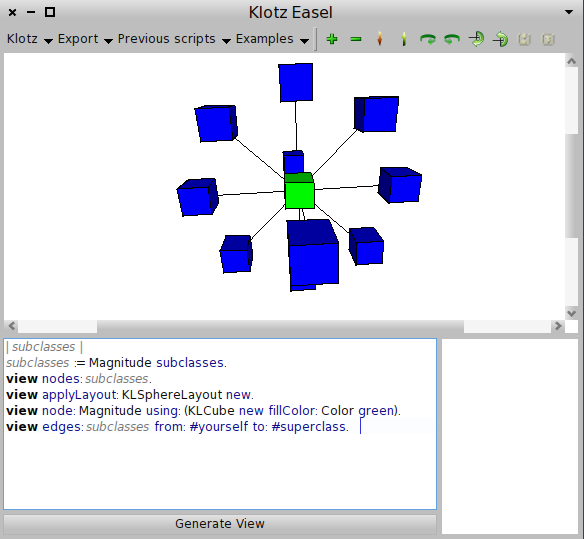 Klotz Easel
Klotz Export Previous scripts Examples
| subclasses |
subclasses := Magnitude subclasses.
view nodes: subclasses.
view applyLayout: KLSphereLayout new.
view node: Magnitude using: (KLCube new fillColor: Color green).
view edges: subclasses from: #yourself to: #superclass.
Generate View